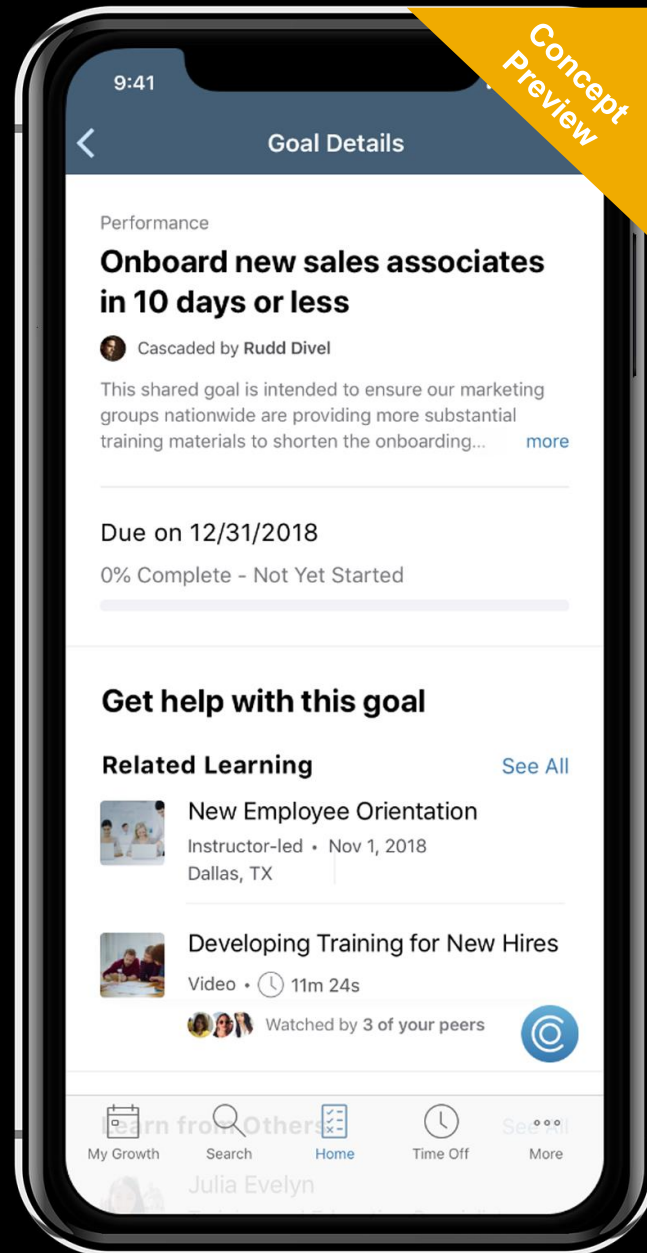 Concept
Preview
9:41
Goal Details
Performance
Onboard new sales associates
in 10 days or less
Cascaded by Rudd Divel
This shared goal is intended to ensure our marketing
groups nationwide are providing more substantial
training materials to shorten the onboarding... more
Due on 12/31/2018
0% Complete - Not Yet Started
Get help with this goal
Related Learning See All
New Employee Orientation
Instructor-led • Nov 1, 2018
Dallas, TX
Developing Training for New Hires
Video • 11m 24s
Watched by 3 of your peers
Learn from Others See All
My Growth Search Home Time Off More
Julia Evelyn